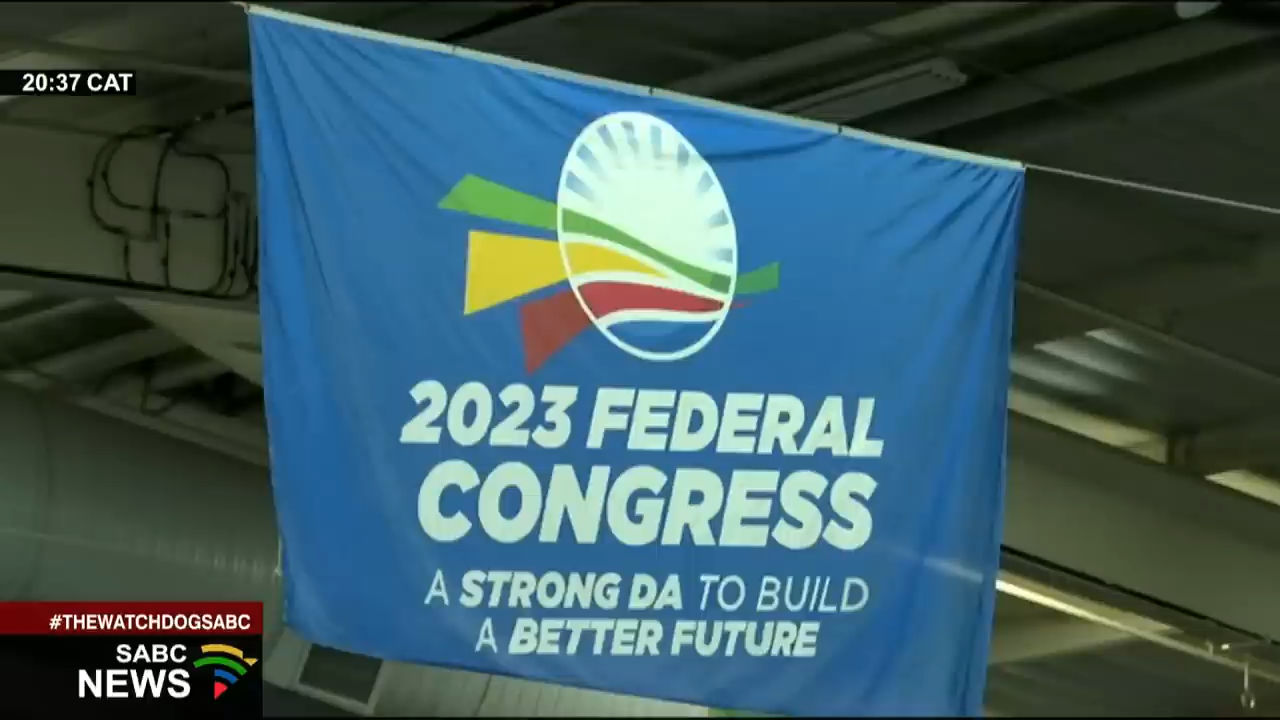 20:37 CAT
2023 FEDERAL
CONGRESS
A STRONG DA TO BUILD
A BETTER FUTURE
#THEWATCHDOGSABC
SABC
NEWS